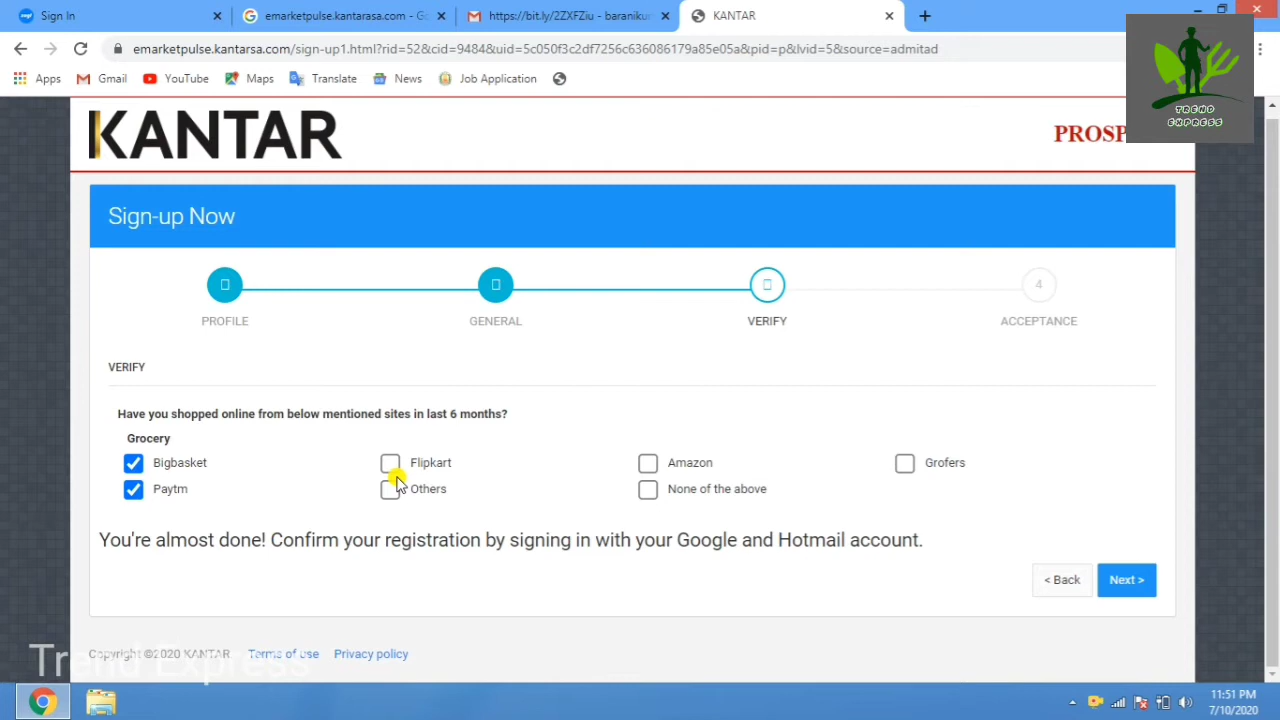 Sign In
emarketpulse.kantarasa.com - Go
https://bit.ly/2ZXFZiu - baranikur
KANTAR
emarketpulse.kantarsa.com/sign-up1.html?rid=52&cid=9484&uid=5c050f3c2df7256c636086179a85e05a&pid=p&lvid=5&source=admitad
Apps
Gmail
YouTube
Maps
Translate
News
Job Application
TREND
EXPRESS
KANTAR
PROSP
Sign-up Now
4
PROFILE
GENERAL
VERIFY
ACCEPTANCE
VERIFY
Have you shopped online from below mentioned sites in last 6 months?
Grocery
Bigbasket
Flipkart
Amazon
Grofers
Paytm
Others
None of the above
You're almost done! Confirm your registration by signing in with your Google and Hotmail account.
< Back
Next >
Copyright ©2020 KANTAR
Terms of use
Privacy policy
Trend Express
11:51 PM
7/10/2020